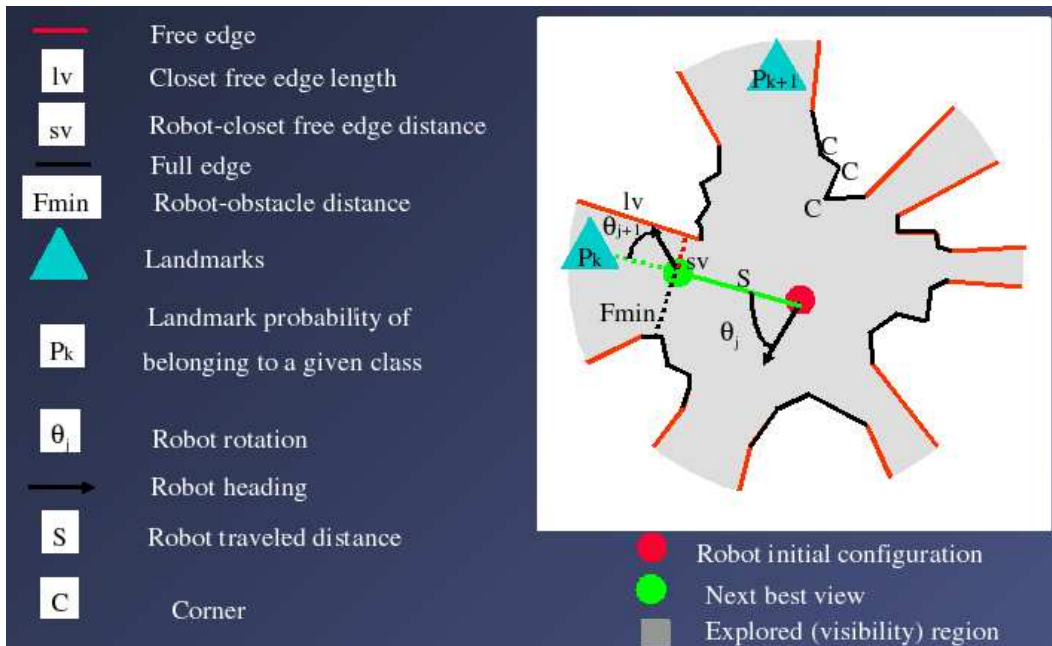 Free edge
lv Closet free edge length
sv Robot-closet free edge distance
Full edge
Fmin Robot-obstacle distance
Landmarks
Landmark probability of
Pk belonging to a given class
θj Robot rotation
Robot heading
S Robot traveled distance
C Corner
Pk+1
C
C
C
lv
θj+1
Pk
sv
S
Fmin
θj
Robot initial configuration
Next best view
Explored (visibility) region